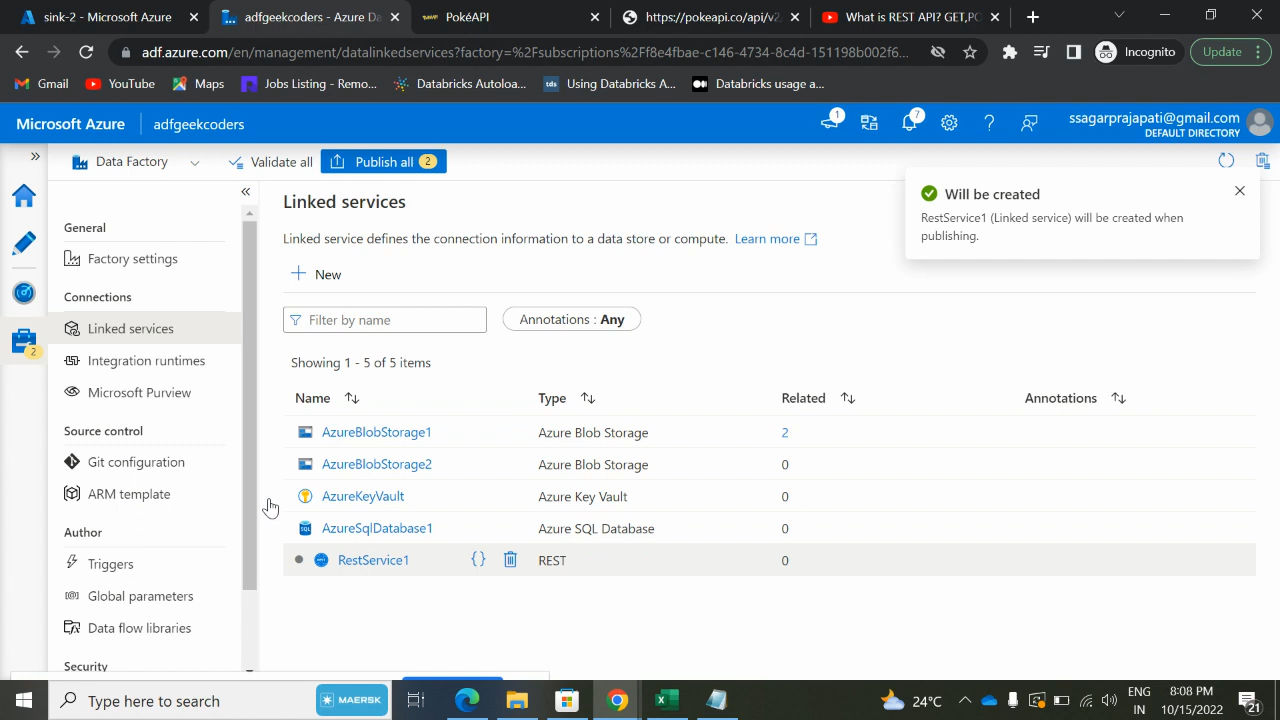 sink-2 - Microsoft Azure
adfgeekcoders - Azure Da
PokéAPI
https://pokeapi.co/api/v2
What is REST API? GET,PO
adf.azure.com/en/management/datalinkedservices?factory=%2Fsubscriptions%2Ff8e4fbae-c146-4734-8c4d-151198b002f6...
Incognito
Update
Gmail
YouTube
Maps
Jobs Listing - Remo...
Databricks Autoloa...
tds
Using Databricks A...
Databricks usage a...
Microsoft Azure
adfgeekcoders
1
7
ssagarprajapati@gmail.com
DEFAULT DIRECTORY
Data Factory
Validate all
Publish all 2
Will be created
RestService1 (Linked service) will be created when
publishing.
2
General
Factory settings
Connections
Linked services
Integration runtimes
Microsoft Purview
Source control
Git configuration
ARM template
Author
Triggers
Global parameters
Data flow libraries
Security
Linked services
Linked service defines the connection information to a data store or compute. Learn more
New
Filter by name
Annotations : Any
Showing 1 - 5 of 5 items
Name Type Related Annotations
AzureBlobStorage1 Azure Blob Storage 2
AzureBlobStorage2 Azure Blob Storage 0
AzureKeyVault Azure Key Vault 0
SQL AzureSqlDatabase1 Azure SQL Database 0
RestService1 {} REST 0
Type here to search
MAERSK
24°C
ENG
IN
8:08 PM
10/15/2022
21